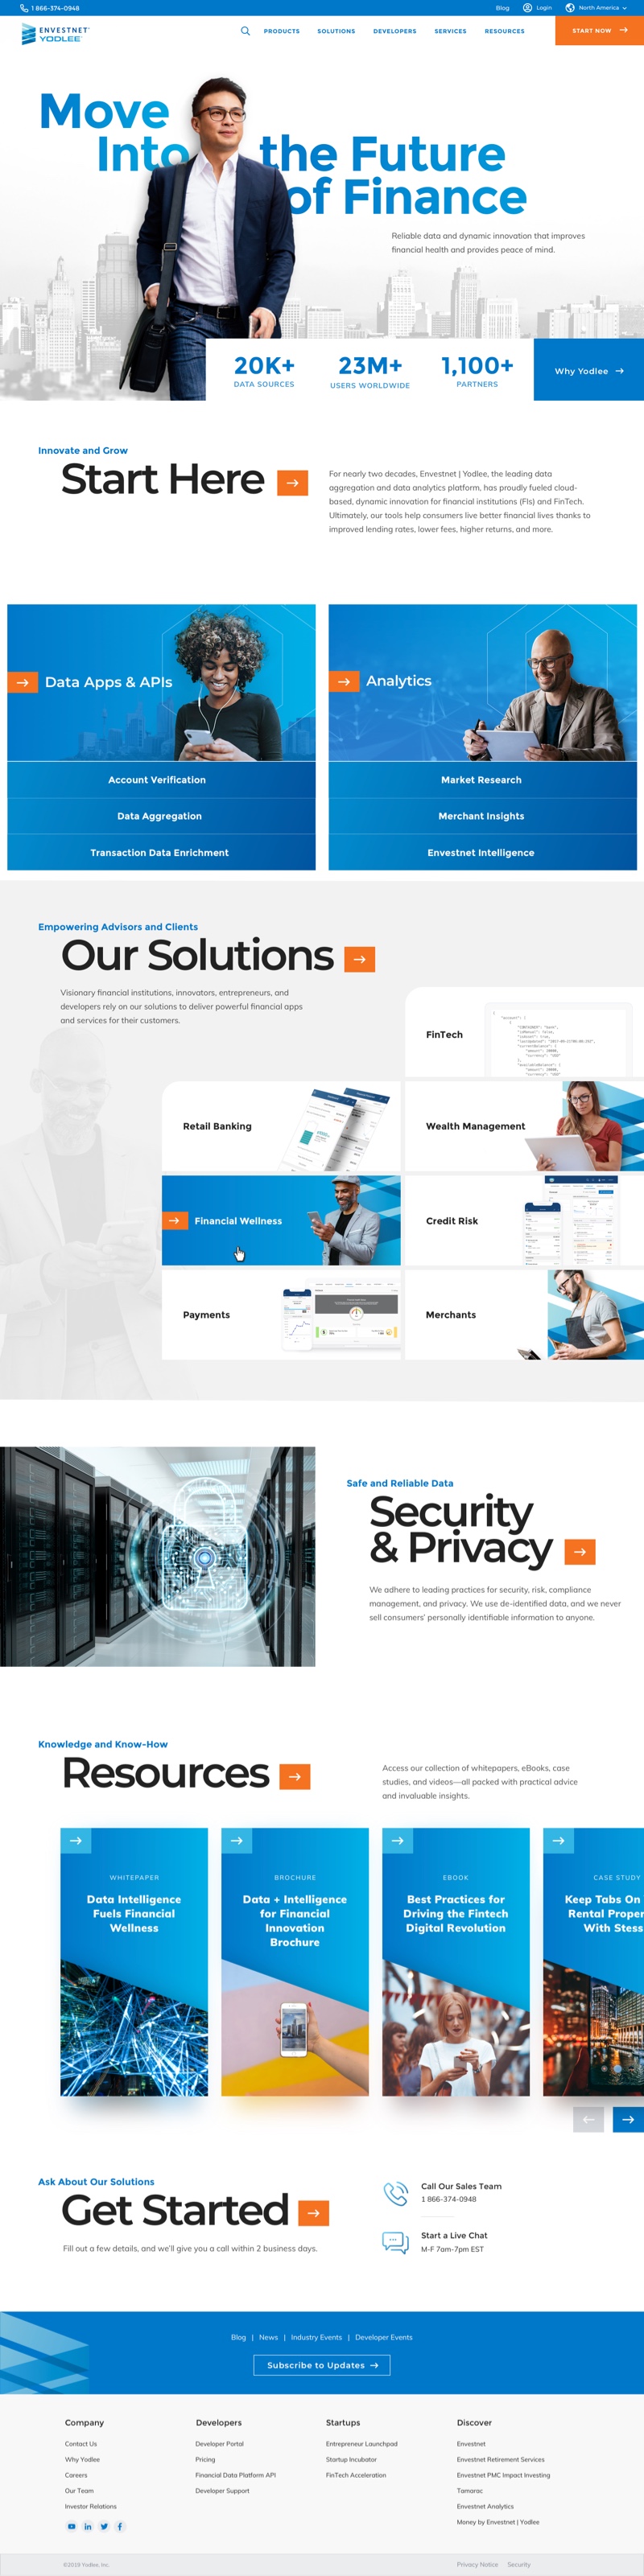 1 866-374-0948
Blog
Login
North America
ENVESTNET
YODLEE
PRODUCTS
SOLUTIONS
DEVELOPERS
SERVICES
RESOURCES
START NOW
Move
Into the Future
of Finance
Reliable data and dynamic innovation that improves
financial health and provides peace of mind.
20K+
DATA SOURCES
23M+
USERS WORLDWIDE
1,100+
PARTNERS
Why Yodlee
Innovate and Grow
Start Here
For nearly two decades, Envestnet | Yodlee, the leading data
aggregation and data analytics platform, has proudly fueled cloud-
based, dynamic innovation for financial institutions (FIs) and FinTech.
Ultimately, our tools help consumers live better financial lives thanks to
improved lending rates, lower fees, higher returns, and more.
Data Apps & APIs
Account Verification
Data Aggregation
Transaction Data Enrichment
Analytics
Market Research
Merchant Insights
Envestnet Intelligence
Empowering Advisors and Clients
Our Solutions
Visionary financial institutions, innovators, entrepreneurs, and
developers rely on our solutions to deliver powerful financial apps
and services for their customers.
FinTech
Retail Banking
Wealth Management
Financial Wellness
Credit Risk
Payments
Merchants
Safe and Reliable Data
Security
& Privacy
We adhere to leading practices for security, risk, compliance
management, and privacy. We use de-identified data, and we never
sell consumers' personally identifiable information to anyone.
Knowledge and Know-How
Resources
Access our collection of whitepapers, eBooks, case
studies, and videos—all packed with practical advice
and invaluable insights.
WHITEPAPER
Data Intelligence
Fuels Financial
Wellness
BROCHURE
Data + Intelligence
for Financial
Innovation
Brochure
EBOOK
Best Practices for
Driving the Fintech
Digital Revolution
CASE STUDY
Keep Tabs On
Rental Proper
With Stess
Ask About Our Solutions
Get Started
Fill out a few details, and we'll give you a call within 2 business days.
Call Our Sales Team
1 866-374-0948
Start a Live Chat
M-F 7am-7pm EST
Blog | News | Industry Events | Developer Events
Subscribe to Updates
Company
Contact Us
Why Yodlee
Careers
Our Team
Investor Relations
Developers
Developer Portal
Pricing
Financial Data Platform API
Developer Support
Startups
Entrepreneur Launchpad
Startup Incubator
FinTech Acceleration
Discover
Envestnet
Envestnet Retirement Services
Envestnet PMC Impact Investing
Tamarac
Envestnet Analytics
Money by Envestnet | Yodlee
©2019 Yodlee, Inc.
Privacy Notice
Security